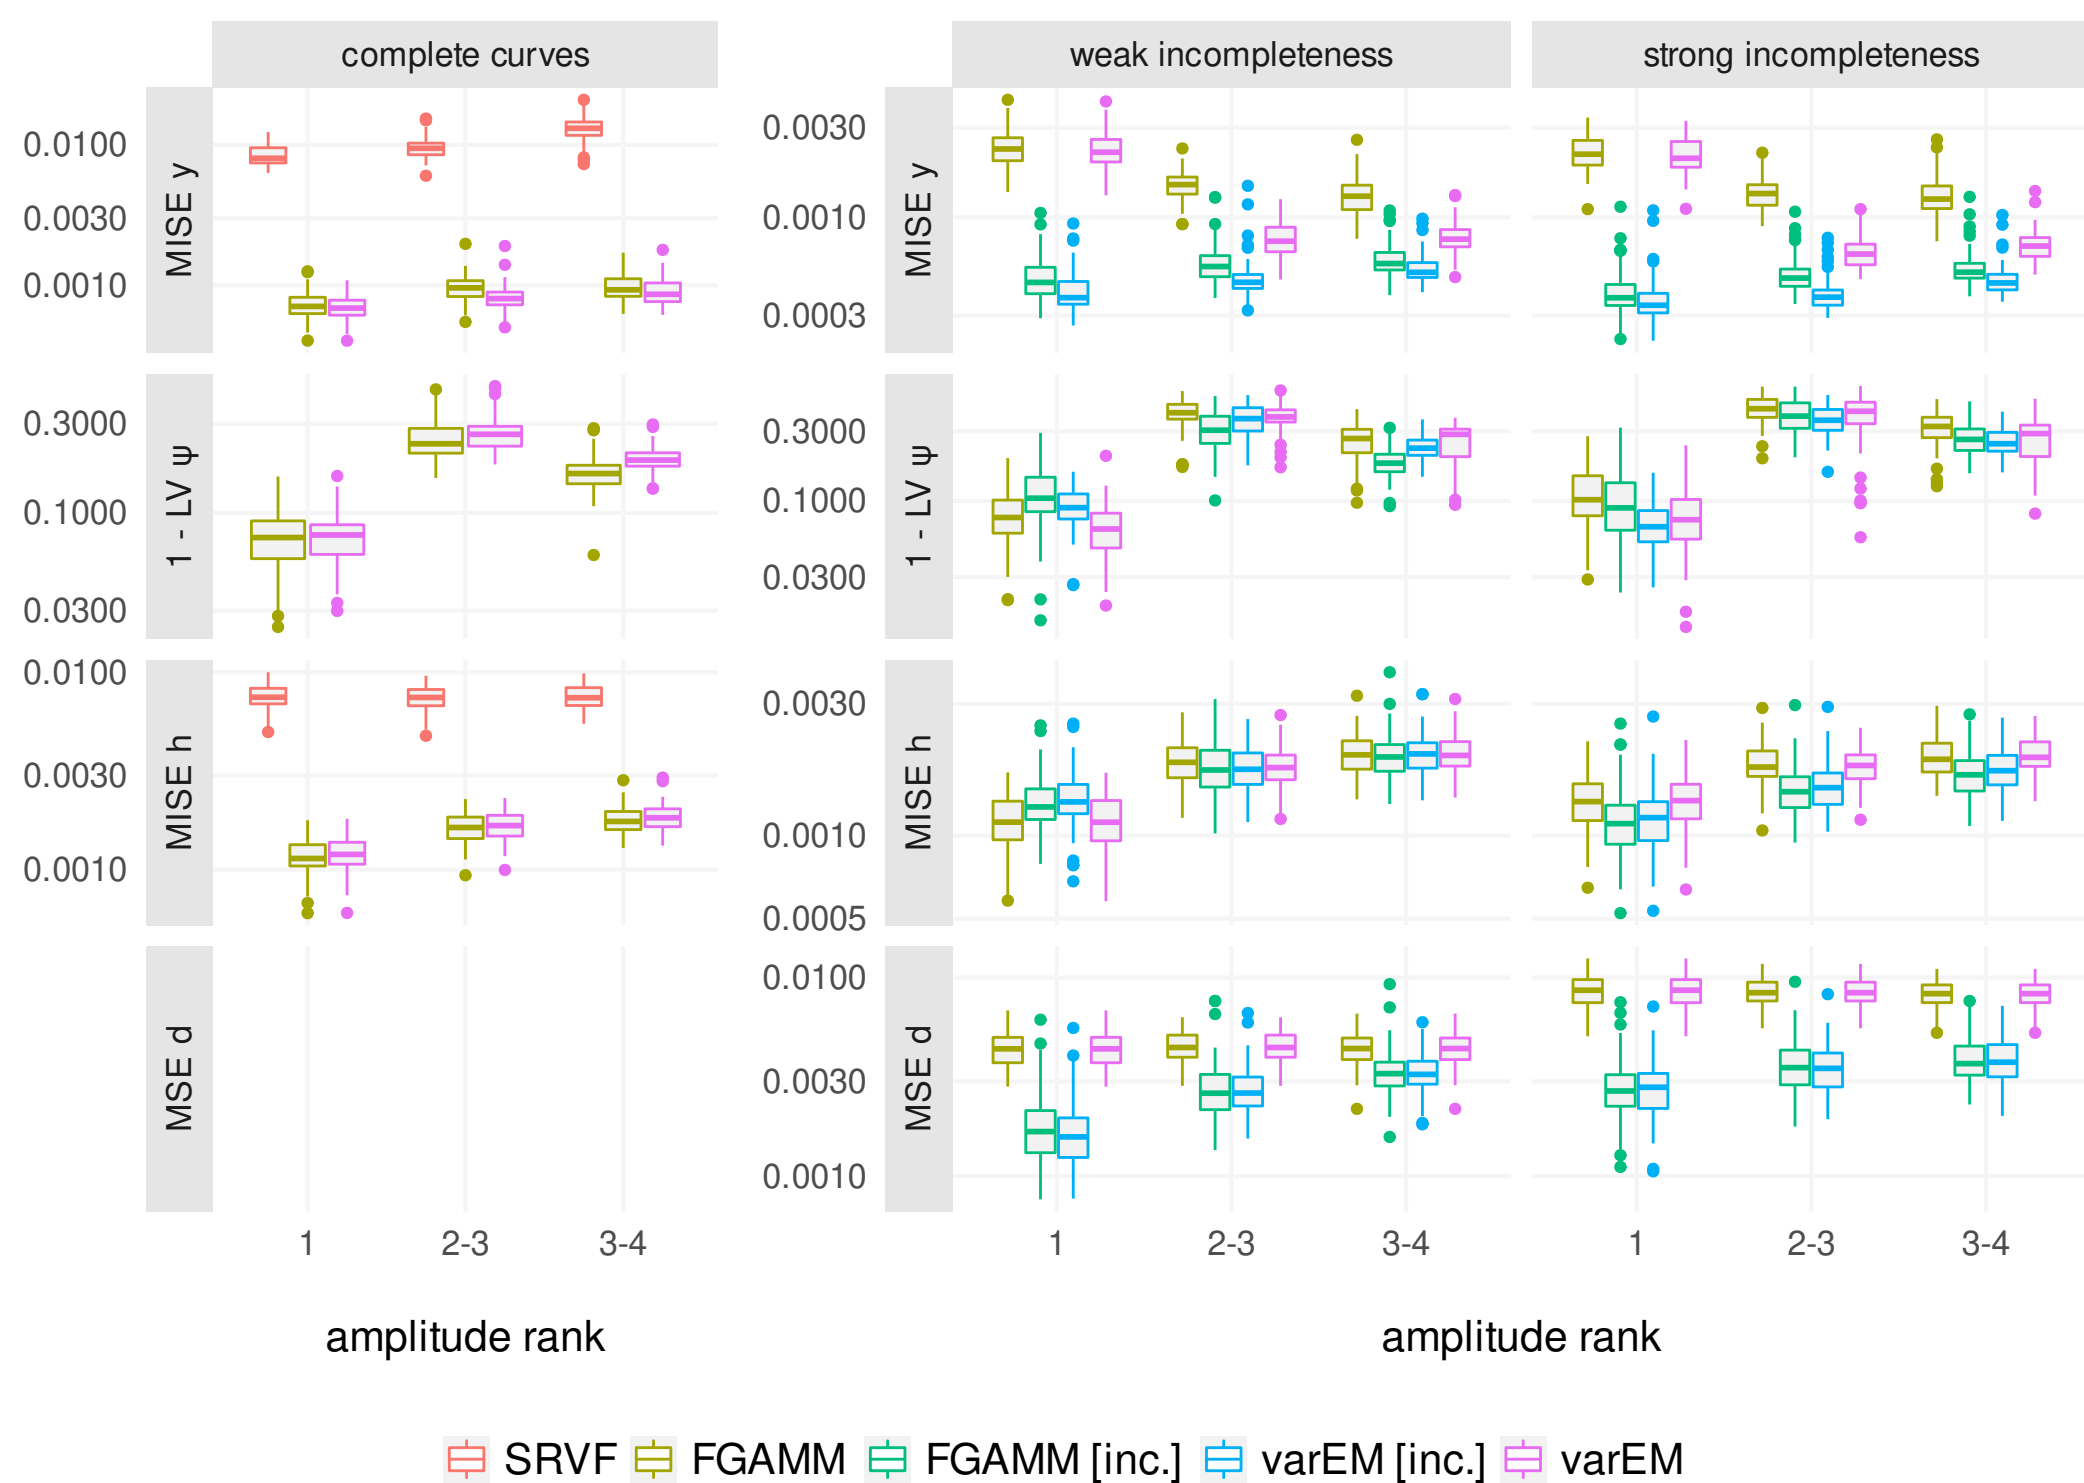 complete curves
weak incompleteness
strong incompleteness
MISE y
0.0100
0.0030
0.0010
MISE y
0.0030
0.0010
0.0003
1 - LV ψ
0.3000
0.1000
0.0300
1 - LV ψ
0.3000
0.1000
0.0300
MISE h
0.0100
0.0030
0.0010
MISE h
0.0030
0.0010
0.0005
MSE d
MSE d
0.0100
0.0030
0.0010
1 2-3 3-4
1 2-3 3-4
1 2-3 3-4
amplitude rank
amplitude rank
SRVF FGAMM FGAMM [inc.] varEM [inc.] varEM